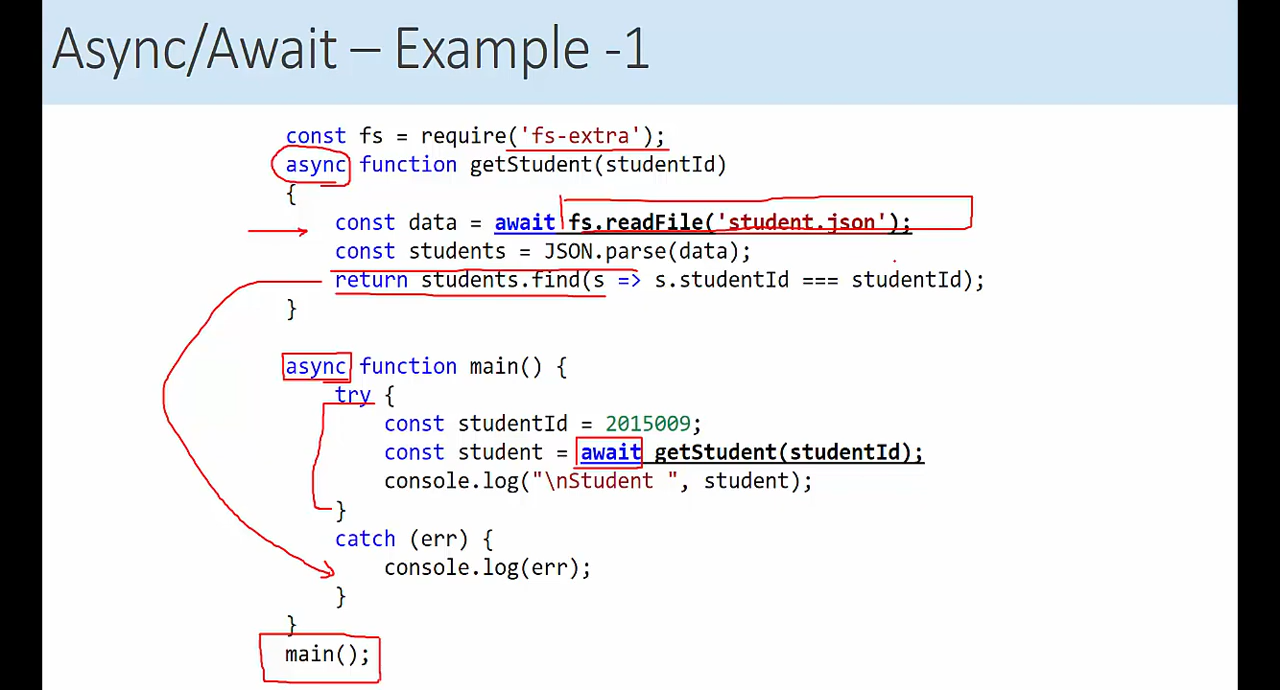 Async/Await – Example -1
const fs = require('fs-extra');
async function getStudent(studentId)
{
const data = await fs.readFile('student.json');
const students = JSON.parse(data);
return students.find(s => s.studentId === studentId);
}
async function main() {
try {
const studentId = 2015009;
const student = await getStudent(studentId);
console.log("\nStudent ", student);
}
catch (err) {
console.log(err);
}
}
main();